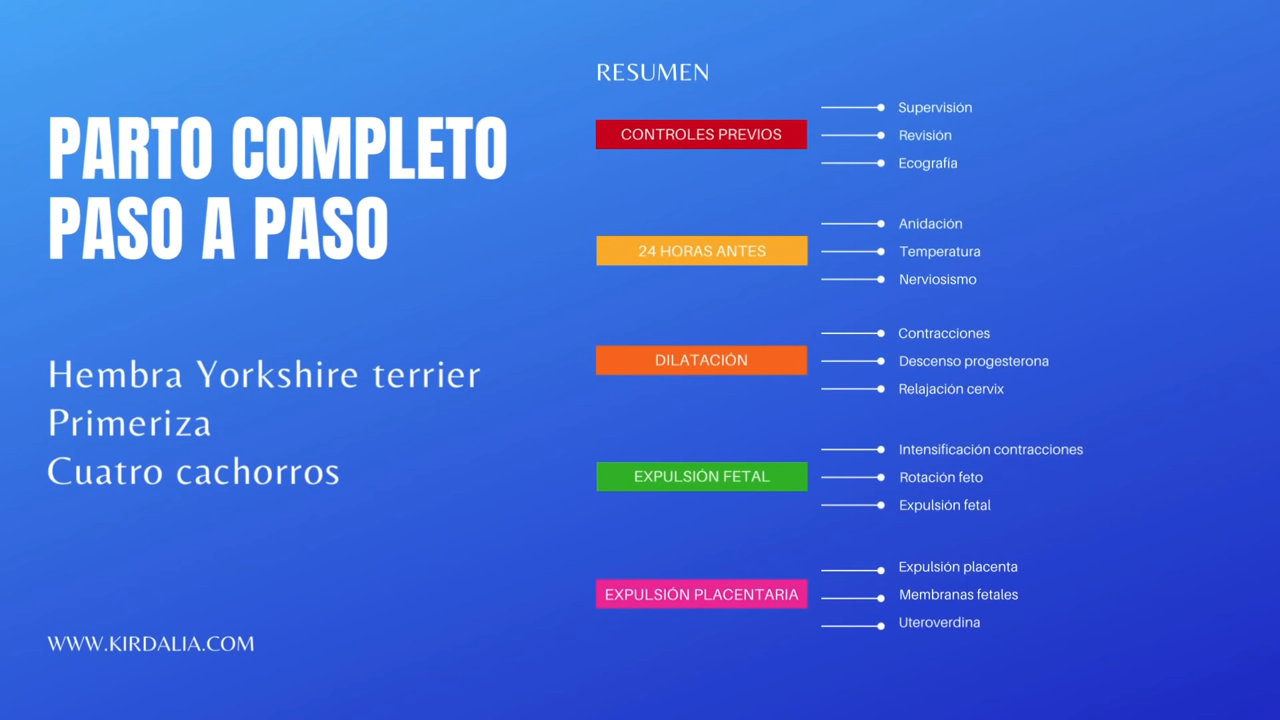 PARTO COMPLETO
PASO A PASO
Hembra Yorkshire terrier
Primeriza
Cuatro cachorros
WWW.KIRDALIA.COM
RESUMEN
CONTROLES PREVIOS
Supervisión
Revisión
Ecografía
24 HORAS ANTES
Anidación
Temperatura
Nerviosismo
DILATACIÓN
Contracciones
Descenso progesterona
Relajación cervix
EXPULSIÓN FETAL
Intensificación contracciones
Rotación feto
Expulsión fetal
EXPULSIÓN PLACENTARIA
Expulsión placenta
Membranas fetales
Uteroverdina